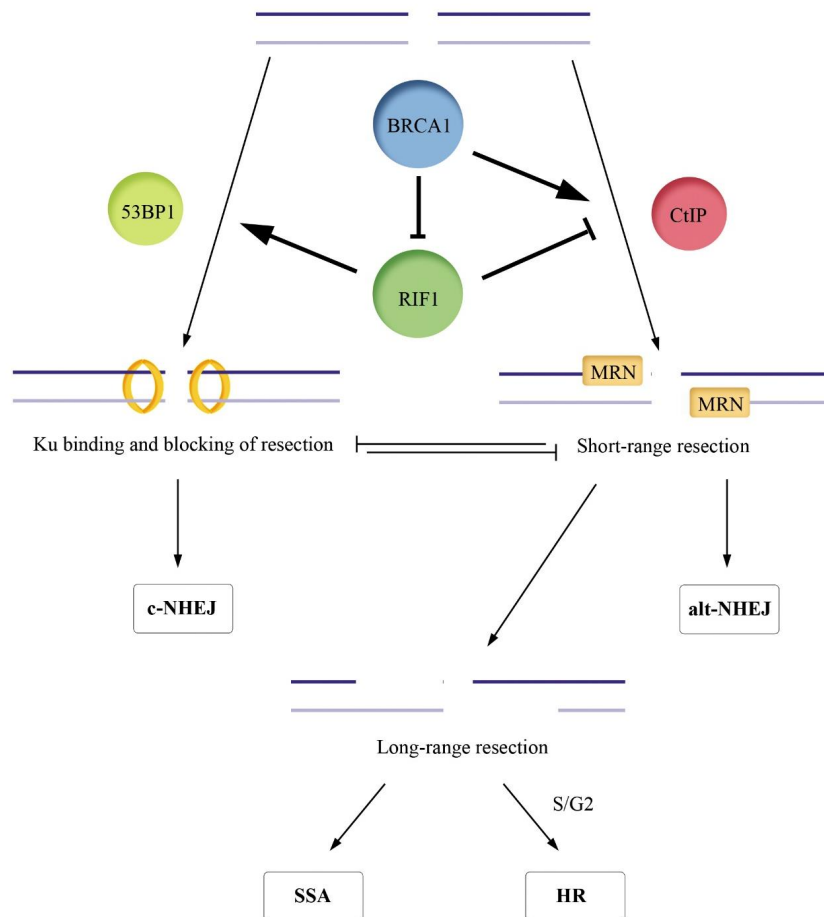 BRCA1
53BP1
CtIP
RIF1
MRN
MRN
Ku binding and blocking of resection
Short-range resection
c-NHEJ
alt-NHEJ
Long-range resection
S/G2
SSA
HR